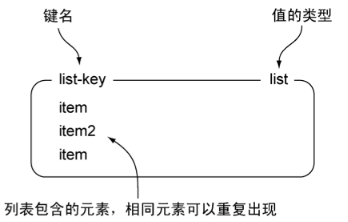 键名
值的类型
list-key
list
item
item2
item
列表包含的元素，相同元素可以重复出现